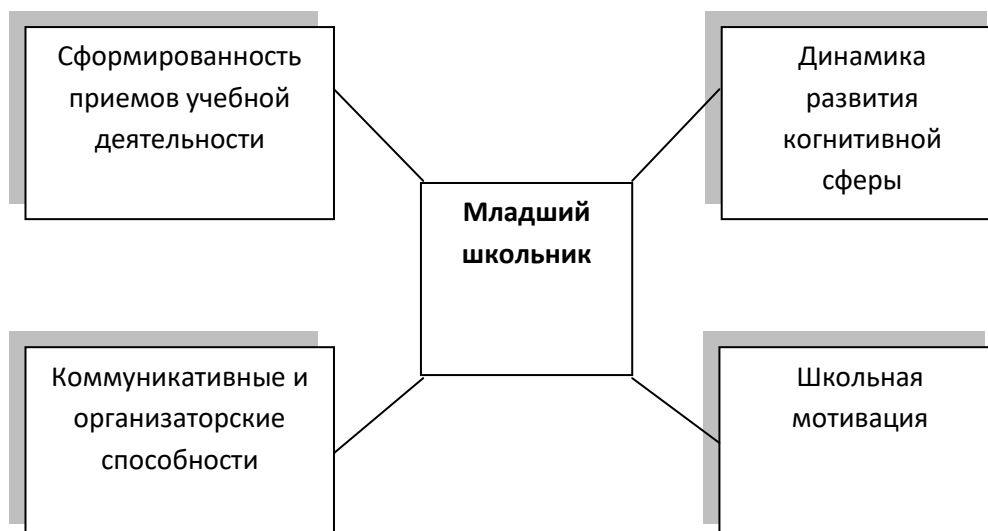 Сформированность
приемов учебной
деятельности
Динамика
развития
когнитивной
сферы
Младший
школьник
Коммуникативные и
организаторские
способности
Школьная
мотивация